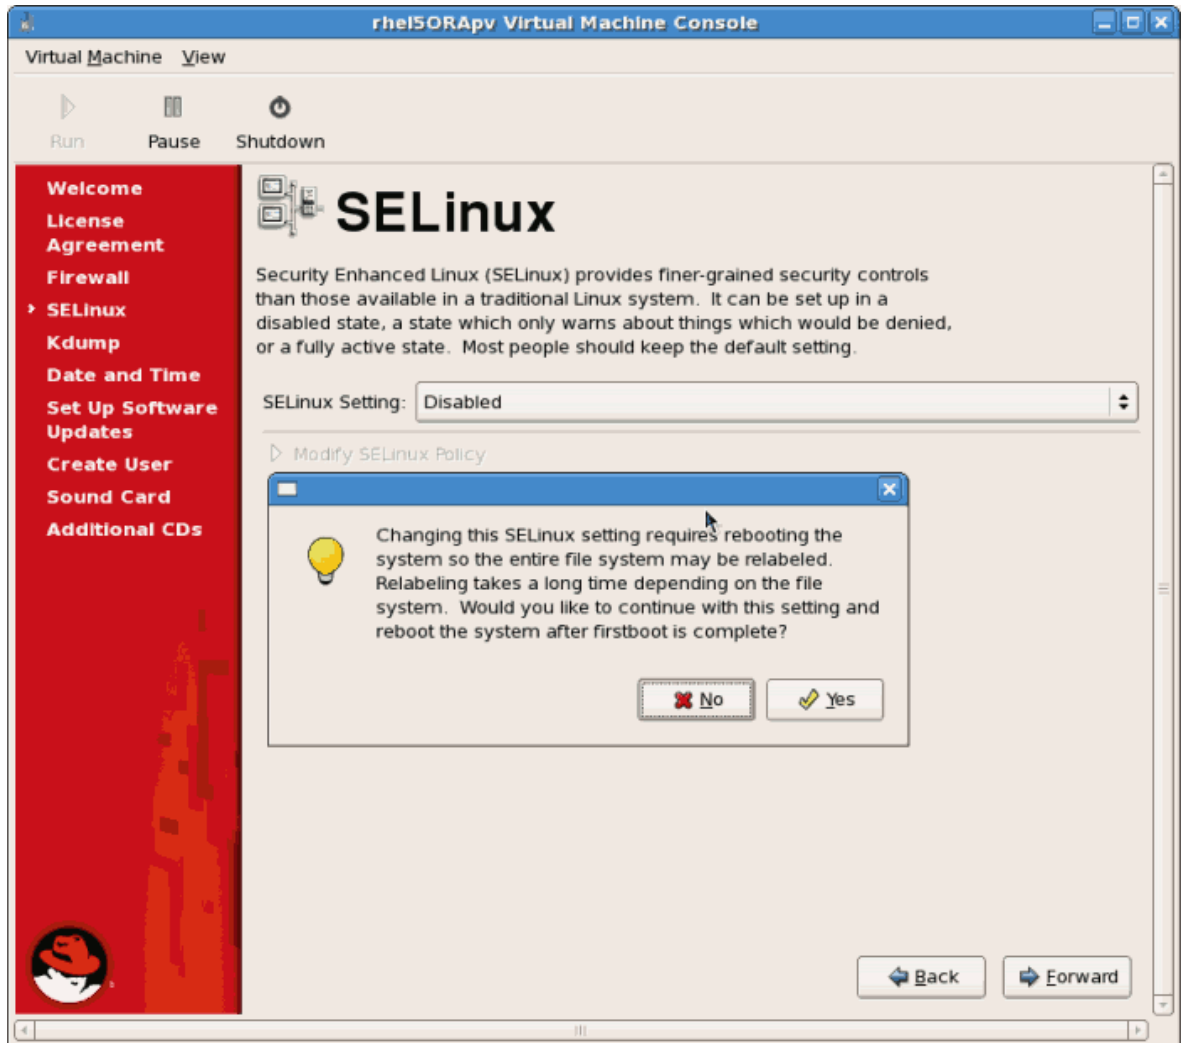 rhel5ORApv Virtual Machine Console
Virtual Machine View
Run Pause Shutdown
Welcome
License
Agreement
Firewall
SELinux
Kdump
Date and Time
Set Up Software
Updates
Create User
Sound Card
Additional CDs
SELinux
Security Enhanced Linux (SELinux) provides finer-grained security controls
than those available in a traditional Linux system. It can be set up in a
disabled state, a state which only warns about things which would be denied,
or a fully active state. Most people should keep the default setting.
SELinux Setting: Disabled
Modify SELinux Policy
Changing this SELinux setting requires rebooting the
system so the entire file system may be relabeled.
Relabeling takes a long time depending on the file
system. Would you like to continue with this setting and
reboot the system after firstboot is complete?
No Yes
Back Forward